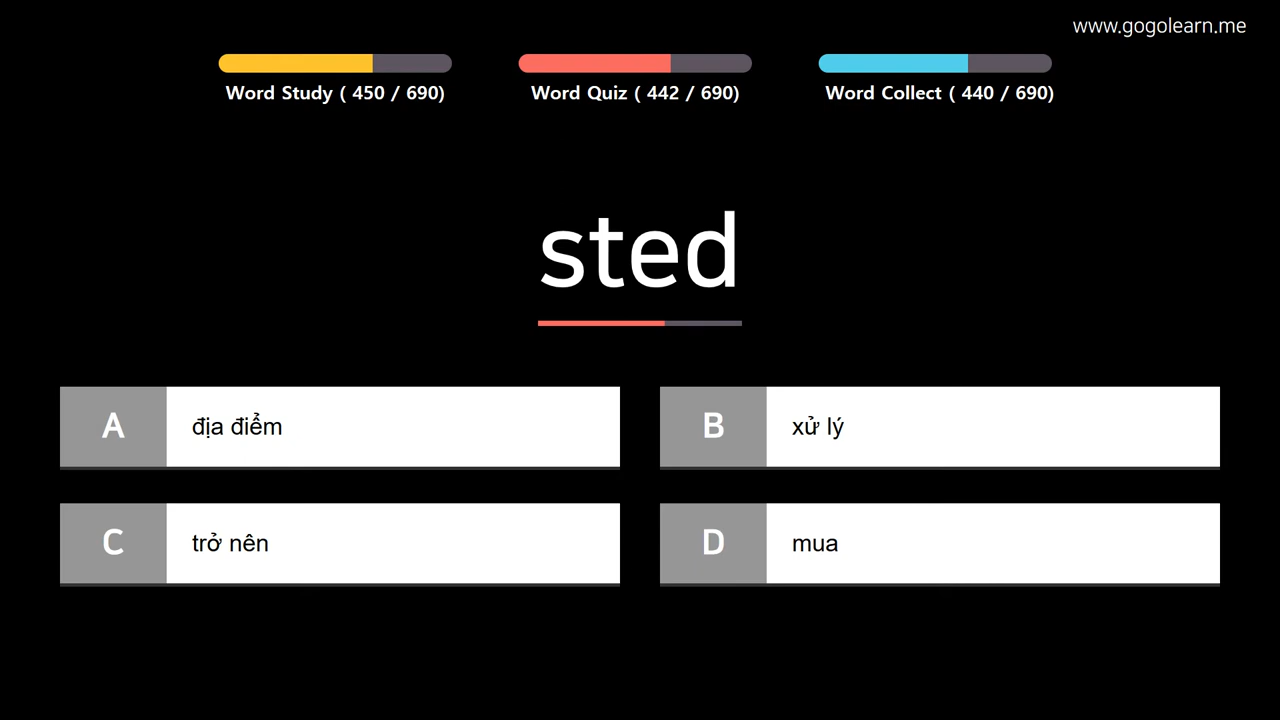 www.gogolearn.me
Word Study ( 450 / 690)
Word Quiz ( 442 / 690)
Word Collect ( 440 / 690)
sted
A
địa điểm
B
xử lý
C
trở nên
D
mua